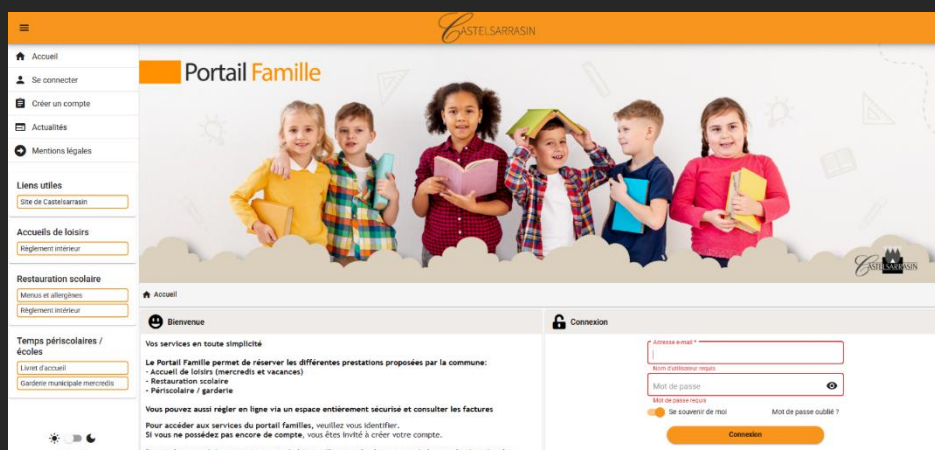 CASTELSARRASIN
Accueil
Se connecter
Créer un compte
Actualités
Mentions légales
Liens utiles
Site de Castelsarrasin
Accueils de loisirs
Règlement intérieur
Restauration scolaire
Menus et allergènes
Règlement intérieur
Temps périscolaires /
écoles
Livret d'accueil
Garderie municipale mercredis
Portail Famille
CASTELSARRASIN
Accueil
Bienvenue
Vos services en toute simplicité
Le Portail Famille permet de réserver les différentes prestations proposées par la commune:
- Accueil de loisirs (mercredis et vacances)
- Restauration scolaire
- Périscolaire / garderie
Vous pouvez aussi régler en ligne via un espace entièrement sécurisé et consulter les factures
Pour accéder aux services du portail familles, veuillez vous identifier.
Si vous ne possédez pas encore de compte, vous êtes invité à créer votre compte.
Connexion
Adresse e-mail *
Nom d'utilisateur requis
Mot de passe
Mot de passe requis
Se souvenir de moi
Mot de passe oublié ?
Connexion